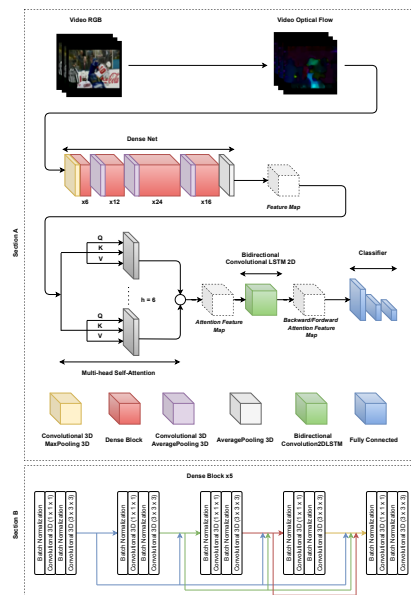 Video RGB
Video Optical Flow
Dense Net
x6
x12
x24
x16
Feature Map
Section A
Q
K
V
h = 6
Q
K
V
Multi-head Self-Attention
Attention Feature
Map
Bidirectional
Convolutional LSTM 2D
Backward/Fordward
Attention Feature
Map
Classifier
Convolutional 3D
MaxPooling 3D
Dense Block
Convolutional 3D
AveragePooling 3D
AveragePooling 3D
Bidirectional
Convolution2DLSTM
Fully Connected
Section B
Dense Block x5
Batch Normalization
Convolutional 3D (1 x 1 x 1)
Batch Normalization
Convolutional 3D (3 x 3 x 3)
Batch Normalization
Convolutional 3D (1 x 1 x 1)
Batch Normalization
Convolutional 3D (3 x 3 x 3)
Batch Normalization
Convolutional 3D (1 x 1 x 1)
Batch Normalization
Convolutional 3D (3 x 3 x 3)
Batch Normalization
Convolutional 3D (1 x 1 x 1)
Batch Normalization
Convolutional 3D (3 x 3 x 3)
Batch Normalization
Convolutional 3D (1 x 1 x 1)
Batch Normalization
Convolutional 3D (3 x 3 x 3)